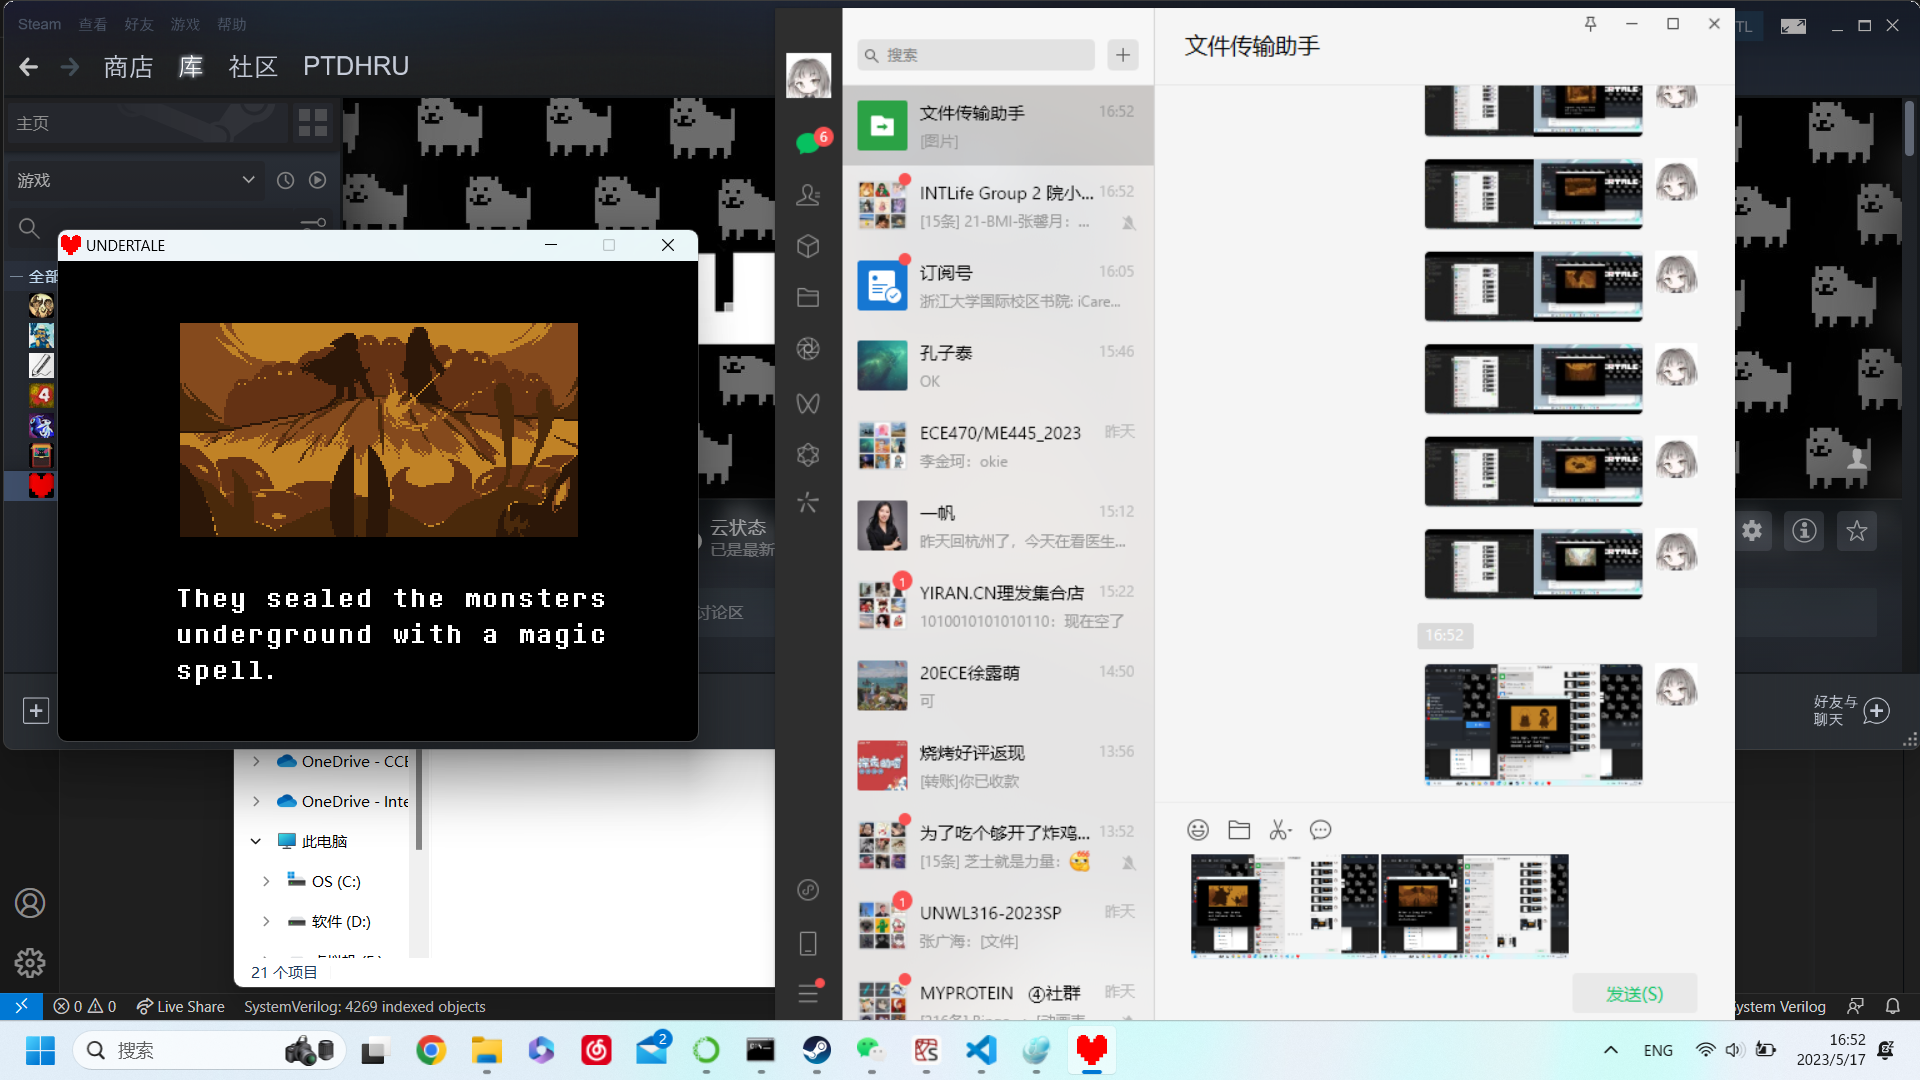 Steam 查看 好友 游戏 帮助
商店 库 社区 PTDHRU
主页
游戏
全部
UNDERTALE
They sealed the monsters
underground with a magic
spell.
云状态
已是最新
讨论区
好友与
聊天
OneDrive - CCE
OneDrive - Inte
此电脑
OS (C:)
软件 (D:)
21 个项目
0 0 Live Share SystemVerilog: 4269 indexed objects
6
搜索
文件传输助手 16:52
[图片]
INTLife Group 2 院小... 16:52
[15条] 21-BMI-张馨月: ...
订阅号 16:05
浙江大学国际校区书院: iCare...
孔子泰 15:46
OK
ECE470/ME445_2023 昨天
李金珂: okie
一帆 15:12
昨天回杭州了，今天在看医生...
1
YIRAN.CN理发集合店 15:22
1010010101010110: 现在空了
20ECE徐露萌 14:50
可
烧烤好评返现 13:56
[转账]你已收款
为了吃个够开了炸鸡... 13:52
[15条] 芝士就是力量:
1
UNWL316-2023SP 昨天
张广海: [文件]
MYPROTEIN ④社群 昨天
文件传输助手
16:52
发送(S)
TL
ystem Verilog
搜索
2
ENG
16:52
2023/5/17